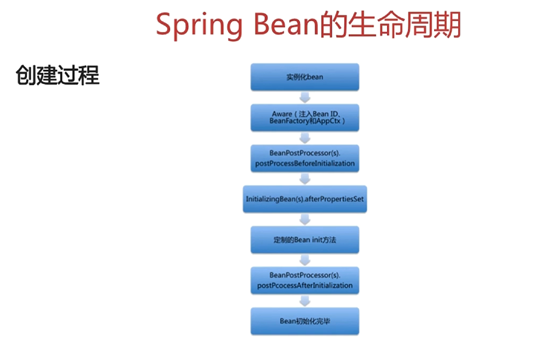 Spring Bean的生命周期
创建过程
实例化bean
Aware（注入Bean ID,
BeanFactory和AppCtx）
BeanPostProcessor(s).
postProcessBeforeInitialization
InitializingBean(s).afterPropertiesSet
定制的Bean init方法
BeanPostProcessor(s).
postPcocessAfterInitialization
Bean初始化完毕